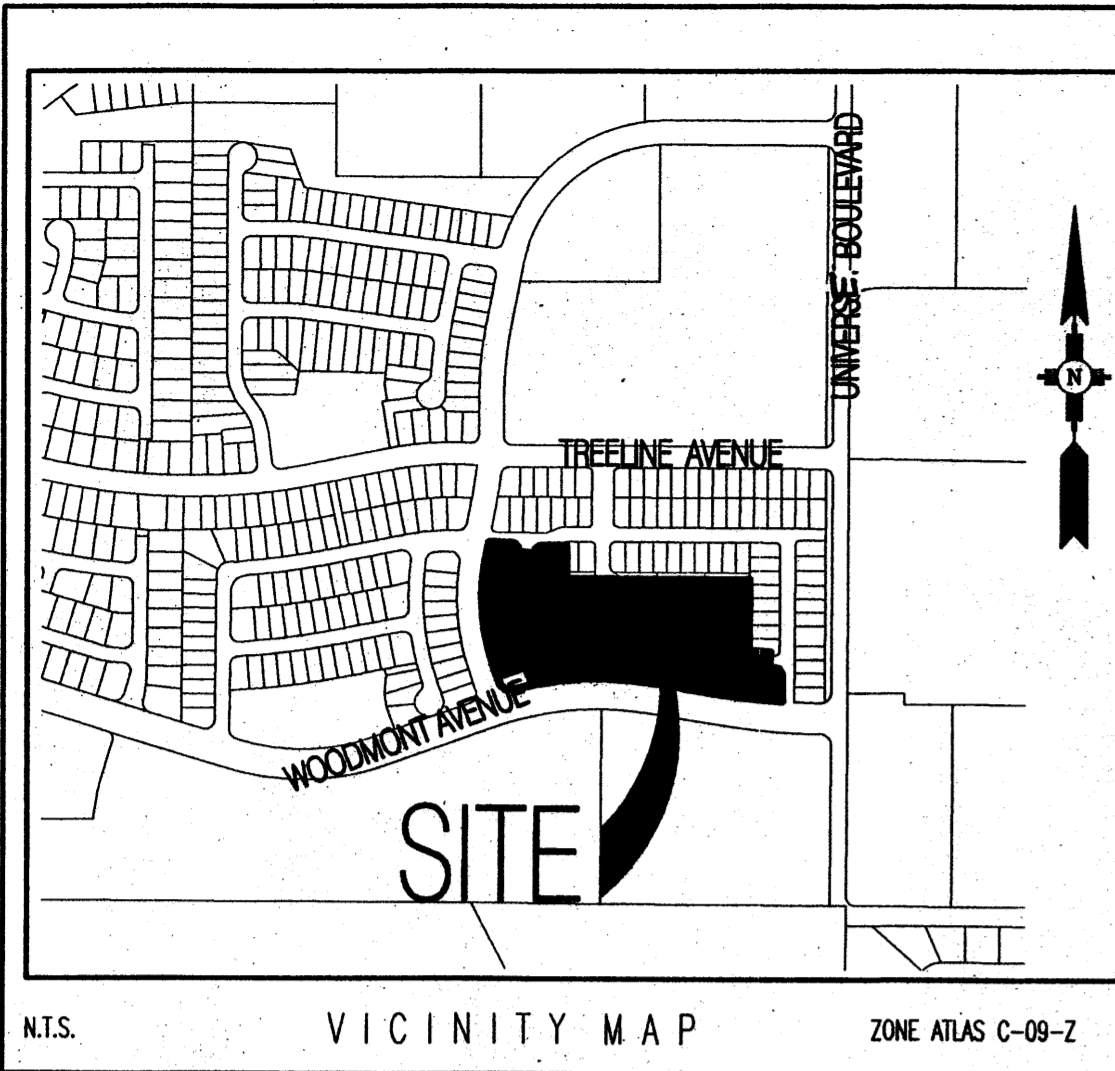 UNIVERSE BOULEVARD
N
TREELINE AVENUE
WOODMONT AVENUE
SITE
N.T.S.
VICINITY MAP
ZONE ATLAS C-09-Z